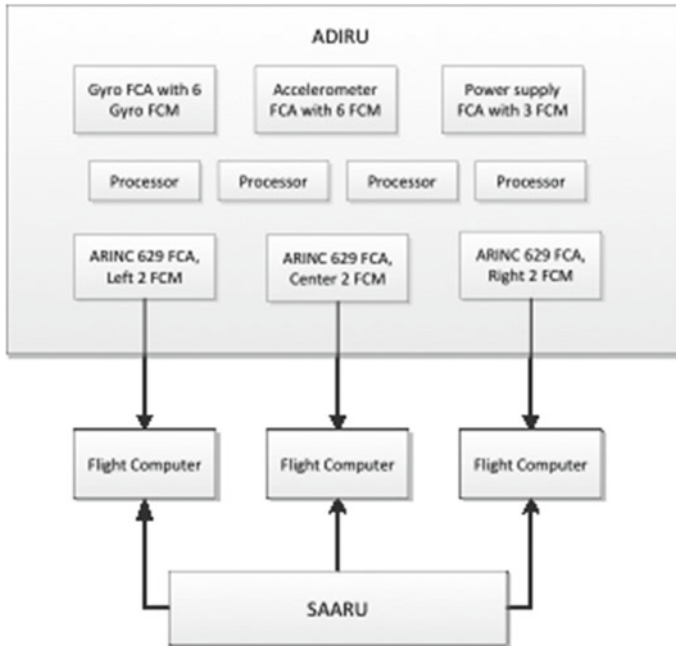 ADIRU
Gyro FCA with 6
Gyro FCM
Accelerometer
FCA with 6 FCM
Power supply
FCA with 3 FCM
Processor
Processor
Processor
Processor
ARINC 629 FCA,
Left 2 FCM
ARINC 629 FCA,
Center 2 FCM
ARINC 629 FCA,
Right 2 FCM
Flight Computer
Flight Computer
Flight Computer
SAARU